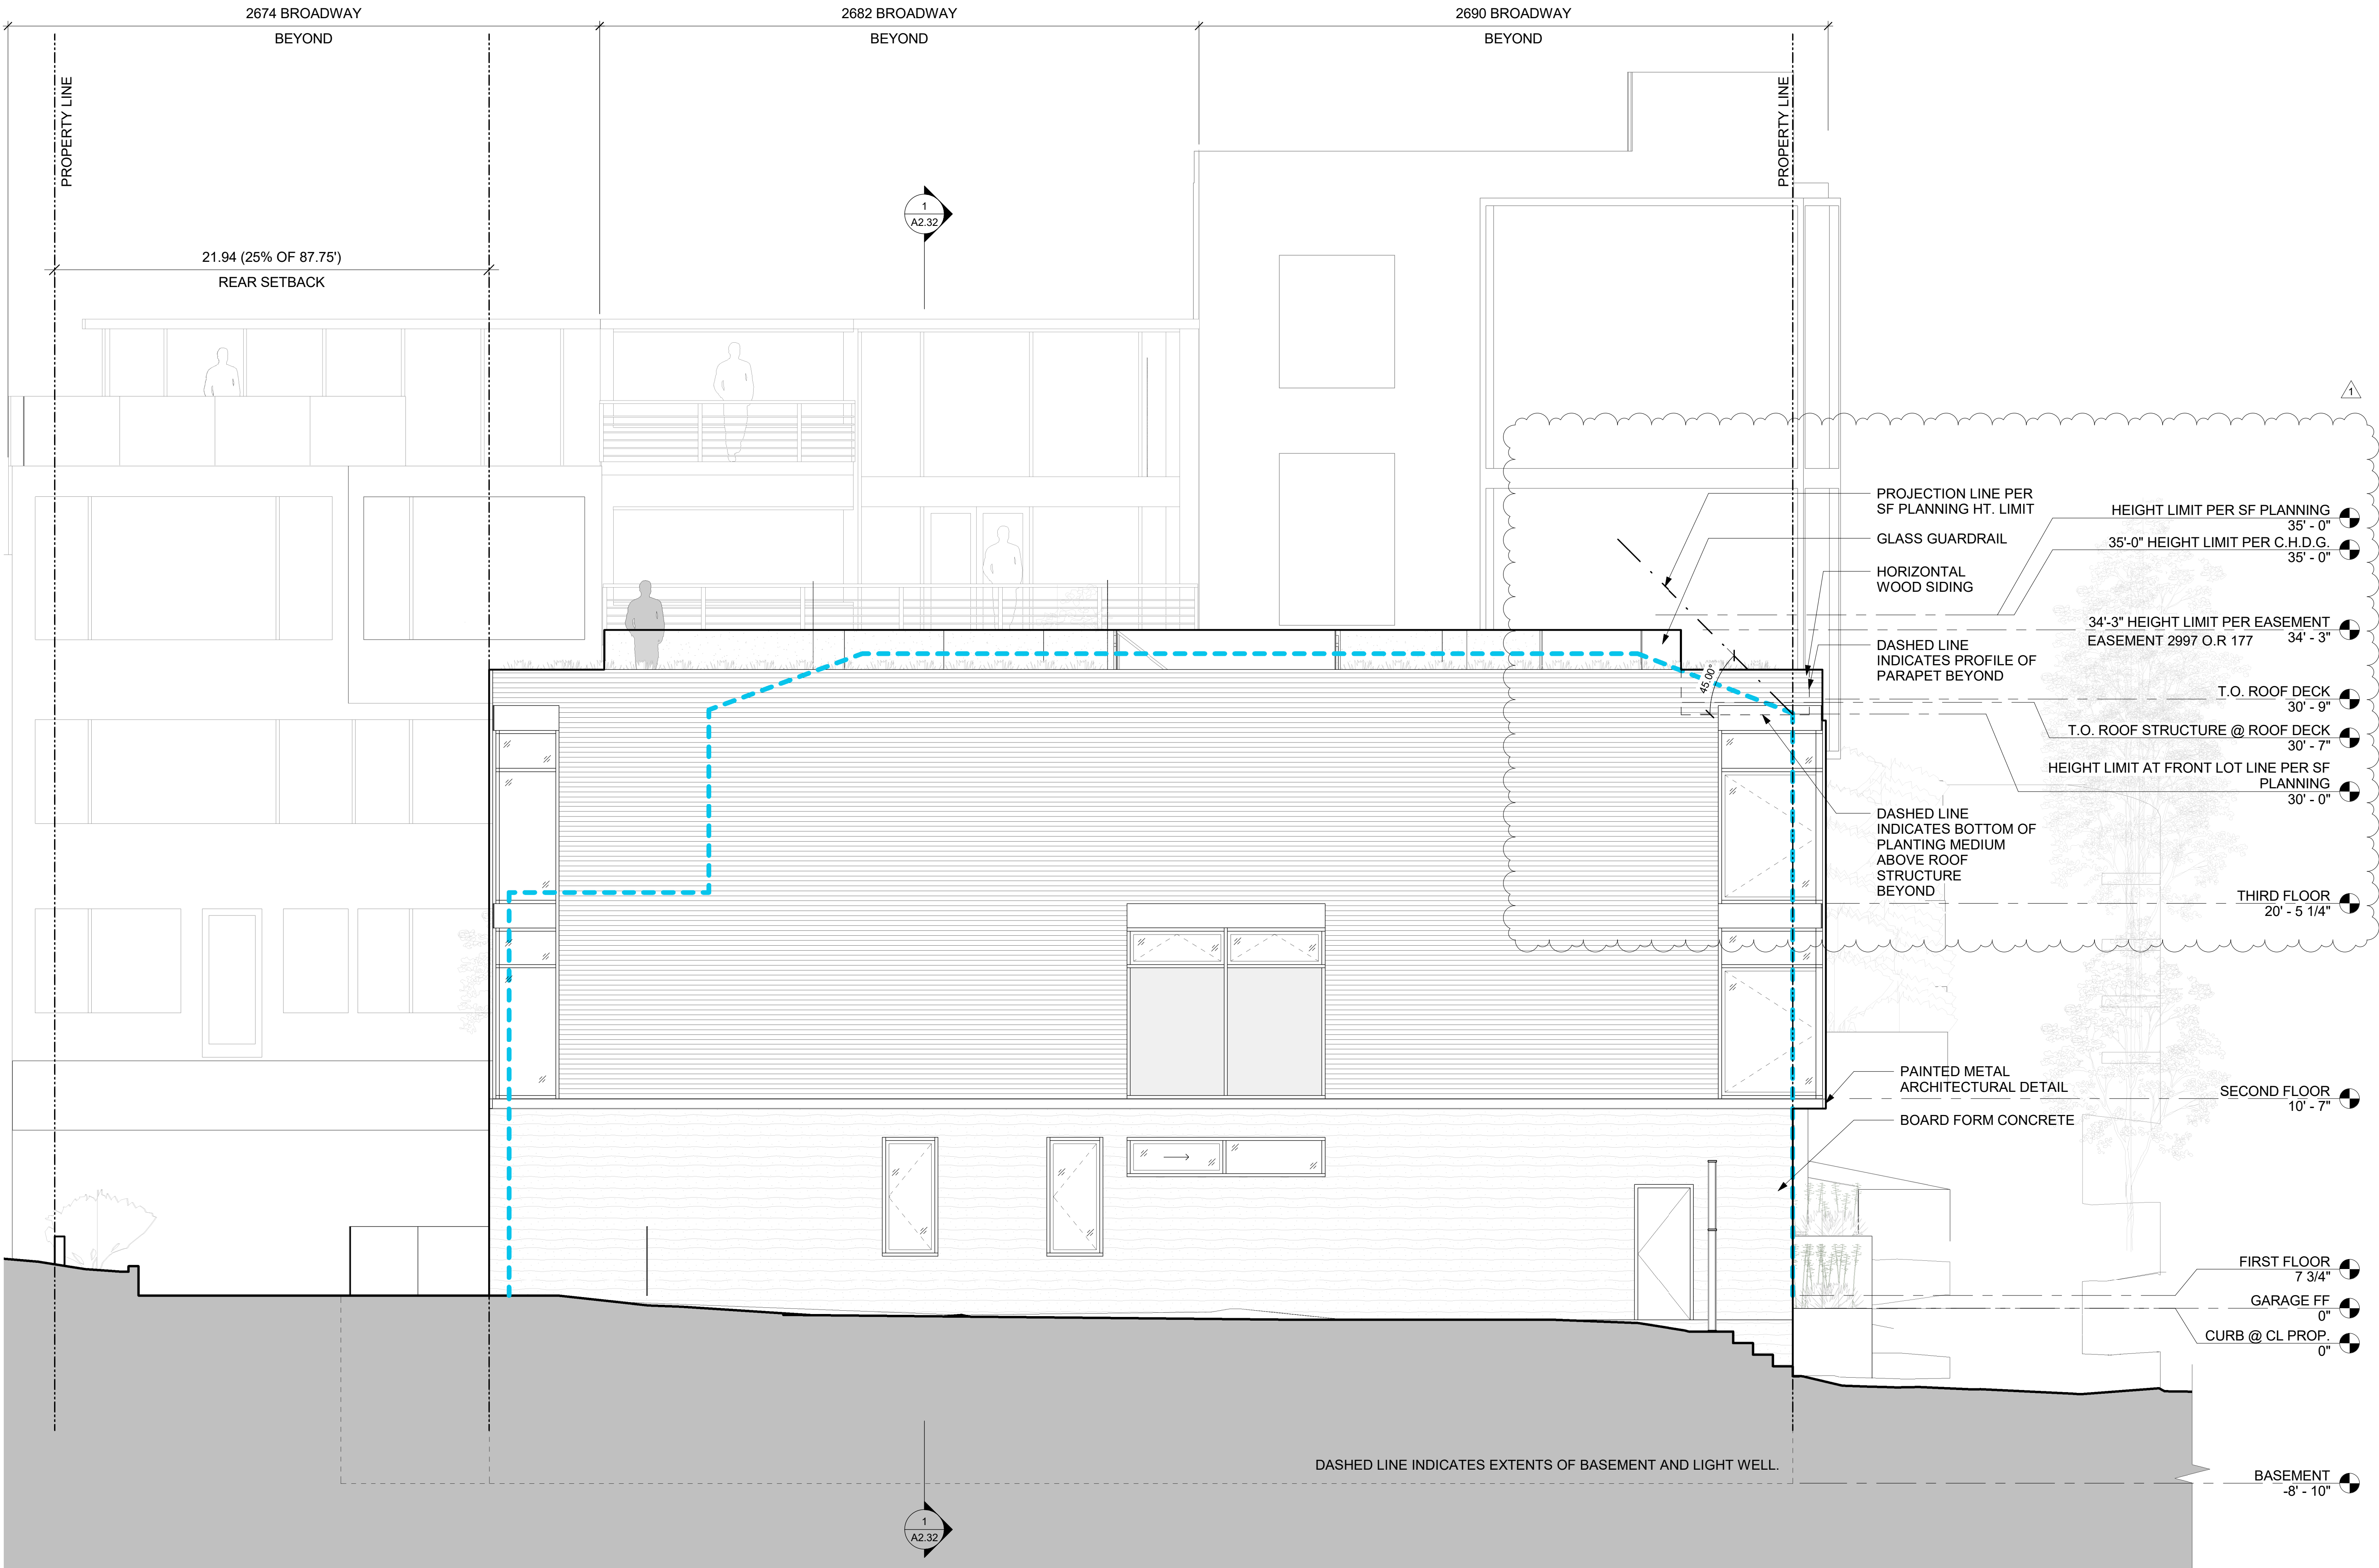 2674 BROADWAY
BEYOND
2682 BROADWAY
BEYOND
2690 BROADWAY
BEYOND
PROPERTY LINE
PROPERTY LINE
1
A2.32
21.94 (25% OF 87.75')
REAR SETBACK
1
PROJECTION LINE PER
SF PLANNING HT. LIMIT
GLASS GUARDRAIL
HORIZONTAL
WOOD SIDING
DASHED LINE
INDICATES PROFILE OF
PARAPET BEYOND
45.00°
DASHED LINE
INDICATES BOTTOM OF
PLANTING MEDIUM
ABOVE ROOF
STRUCTURE
BEYOND
PAINTED METAL
ARCHITECTURAL DETAIL
BOARD FORM CONCRETE
HEIGHT LIMIT PER SF PLANNING
35' - 0"
35'-0" HEIGHT LIMIT PER C.H.D.G.
35' - 0"
34'-3" HEIGHT LIMIT PER EASEMENT
EASEMENT 2997 O.R 177
34' - 3"
T.O. ROOF DECK
30' - 9"
T.O. ROOF STRUCTURE @ ROOF DECK
30' - 7"
HEIGHT LIMIT AT FRONT LOT LINE PER SF
PLANNING
30' - 0"
THIRD FLOOR
20' - 5 1/4"
SECOND FLOOR
10' - 7"
FIRST FLOOR
7 3/4"
GARAGE FF
0"
CURB @ CL PROP.
0"
DASHED LINE INDICATES EXTENTS OF BASEMENT AND LIGHT WELL.
BASEMENT
-8' - 10"
1
A2.32